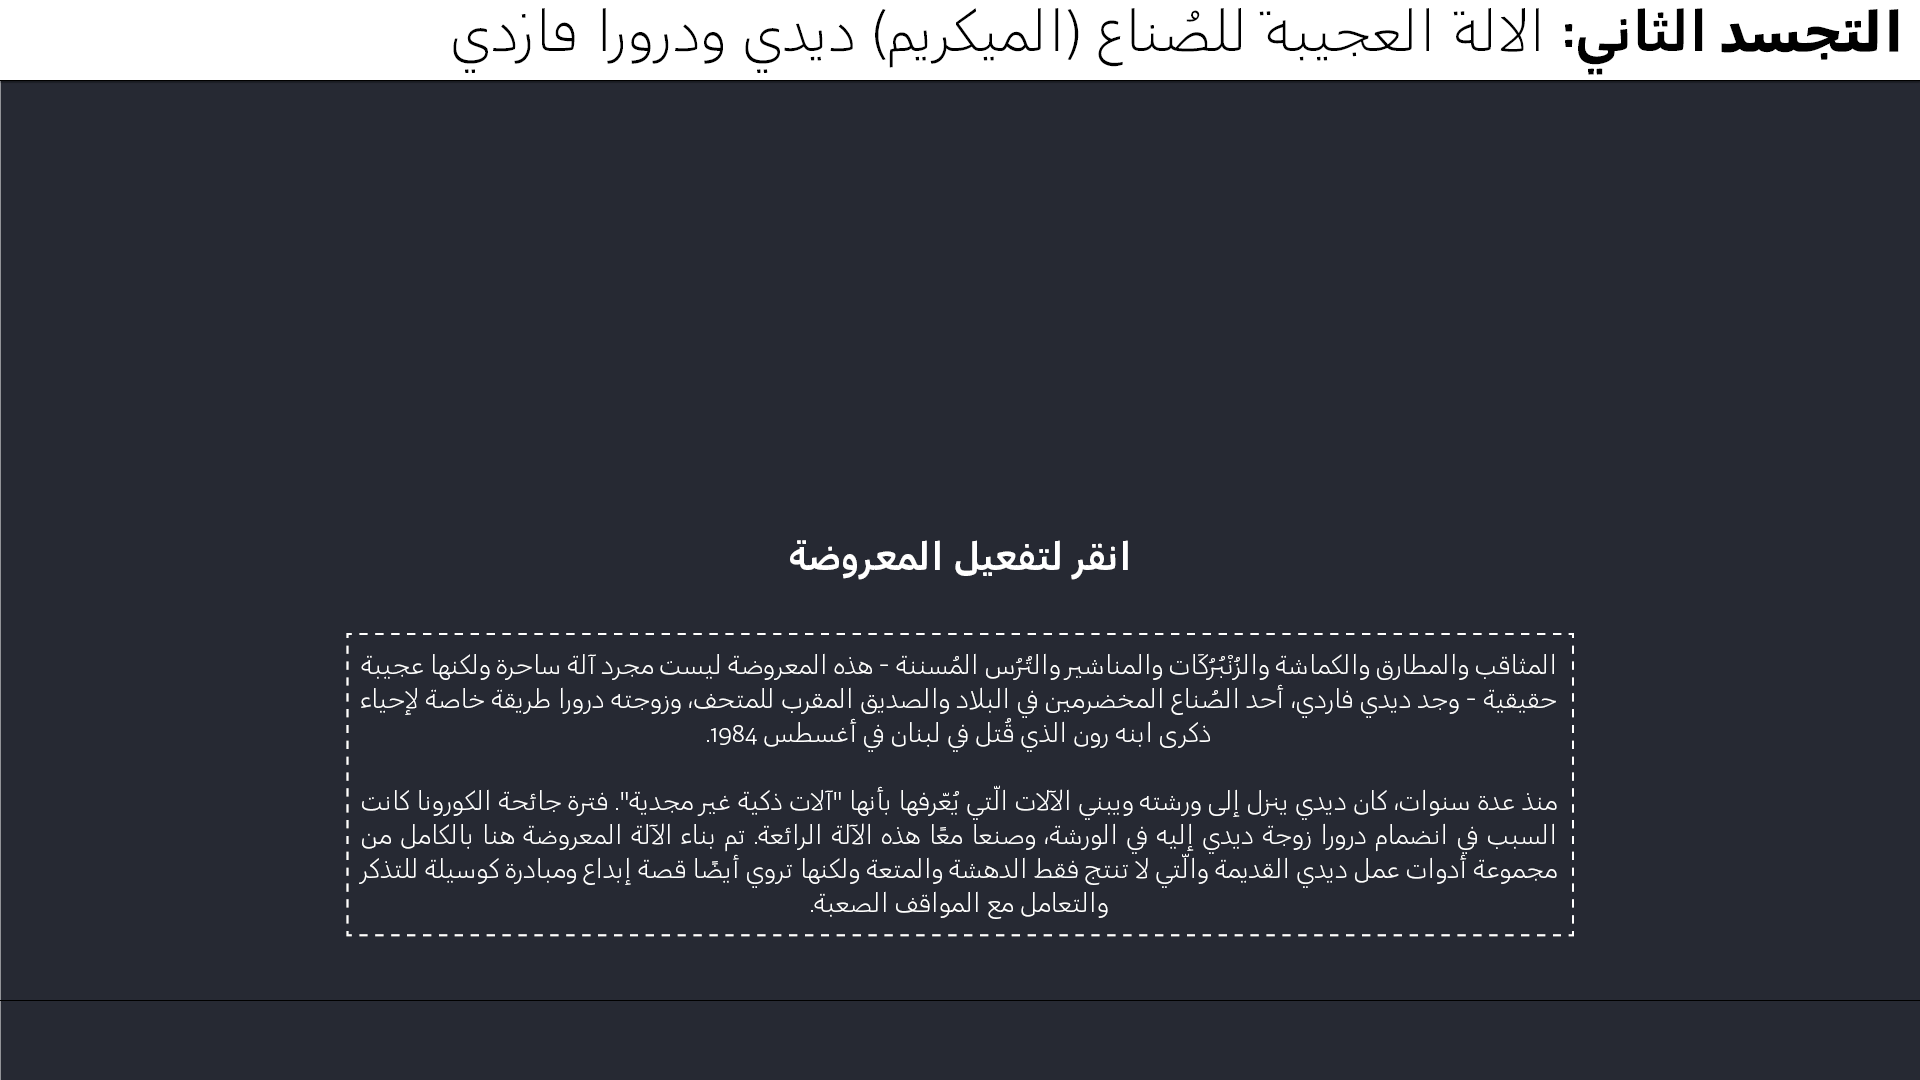 التجسد الثاني: الالة العجيبة للصُناع (الميكريم) ديدي ودرورا فازدي
انقر لتفعيل المعروضة
المثاقب والمطارق والكماشة والزُنْبُرُكَات والمناشير والتُرُس المُسننة - هذه المعروضة ليست مجرد آلة ساحرة ولكنها عجيبة
حقيقية - وجد ديدي فاردي، أحد الصُناع المخضرمين في البلاد والصديق المقرب للمتحف، وزوجته درورا طريقة خاصة لإحياء
ذكرى ابنه رون الذي قُتل في لبنان في أغسطس 1984.
منذ عدة سنوات، كان ديدي ينزل إلى ورشته ويبني الآلات الّتي يُعّرفها بأنها "آلات ذكية غير مجدية". فترة جائحة الكورونا كانت
السبب في انضمام درورا زوجة ديدي إليه في الورشة، وصنعا معًا هذه الآلة الرائعة. تم بناء الآلة المعروضة هنا بالكامل من
مجموعة أدوات عمل ديدي القديمة والّتي لا تنتج فقط الدهشة والمتعة ولكنها تروي أيضًا قصة إبداع ومبادرة كوسيلة للتذكر
والتعامل مع المواقف الصعبة.